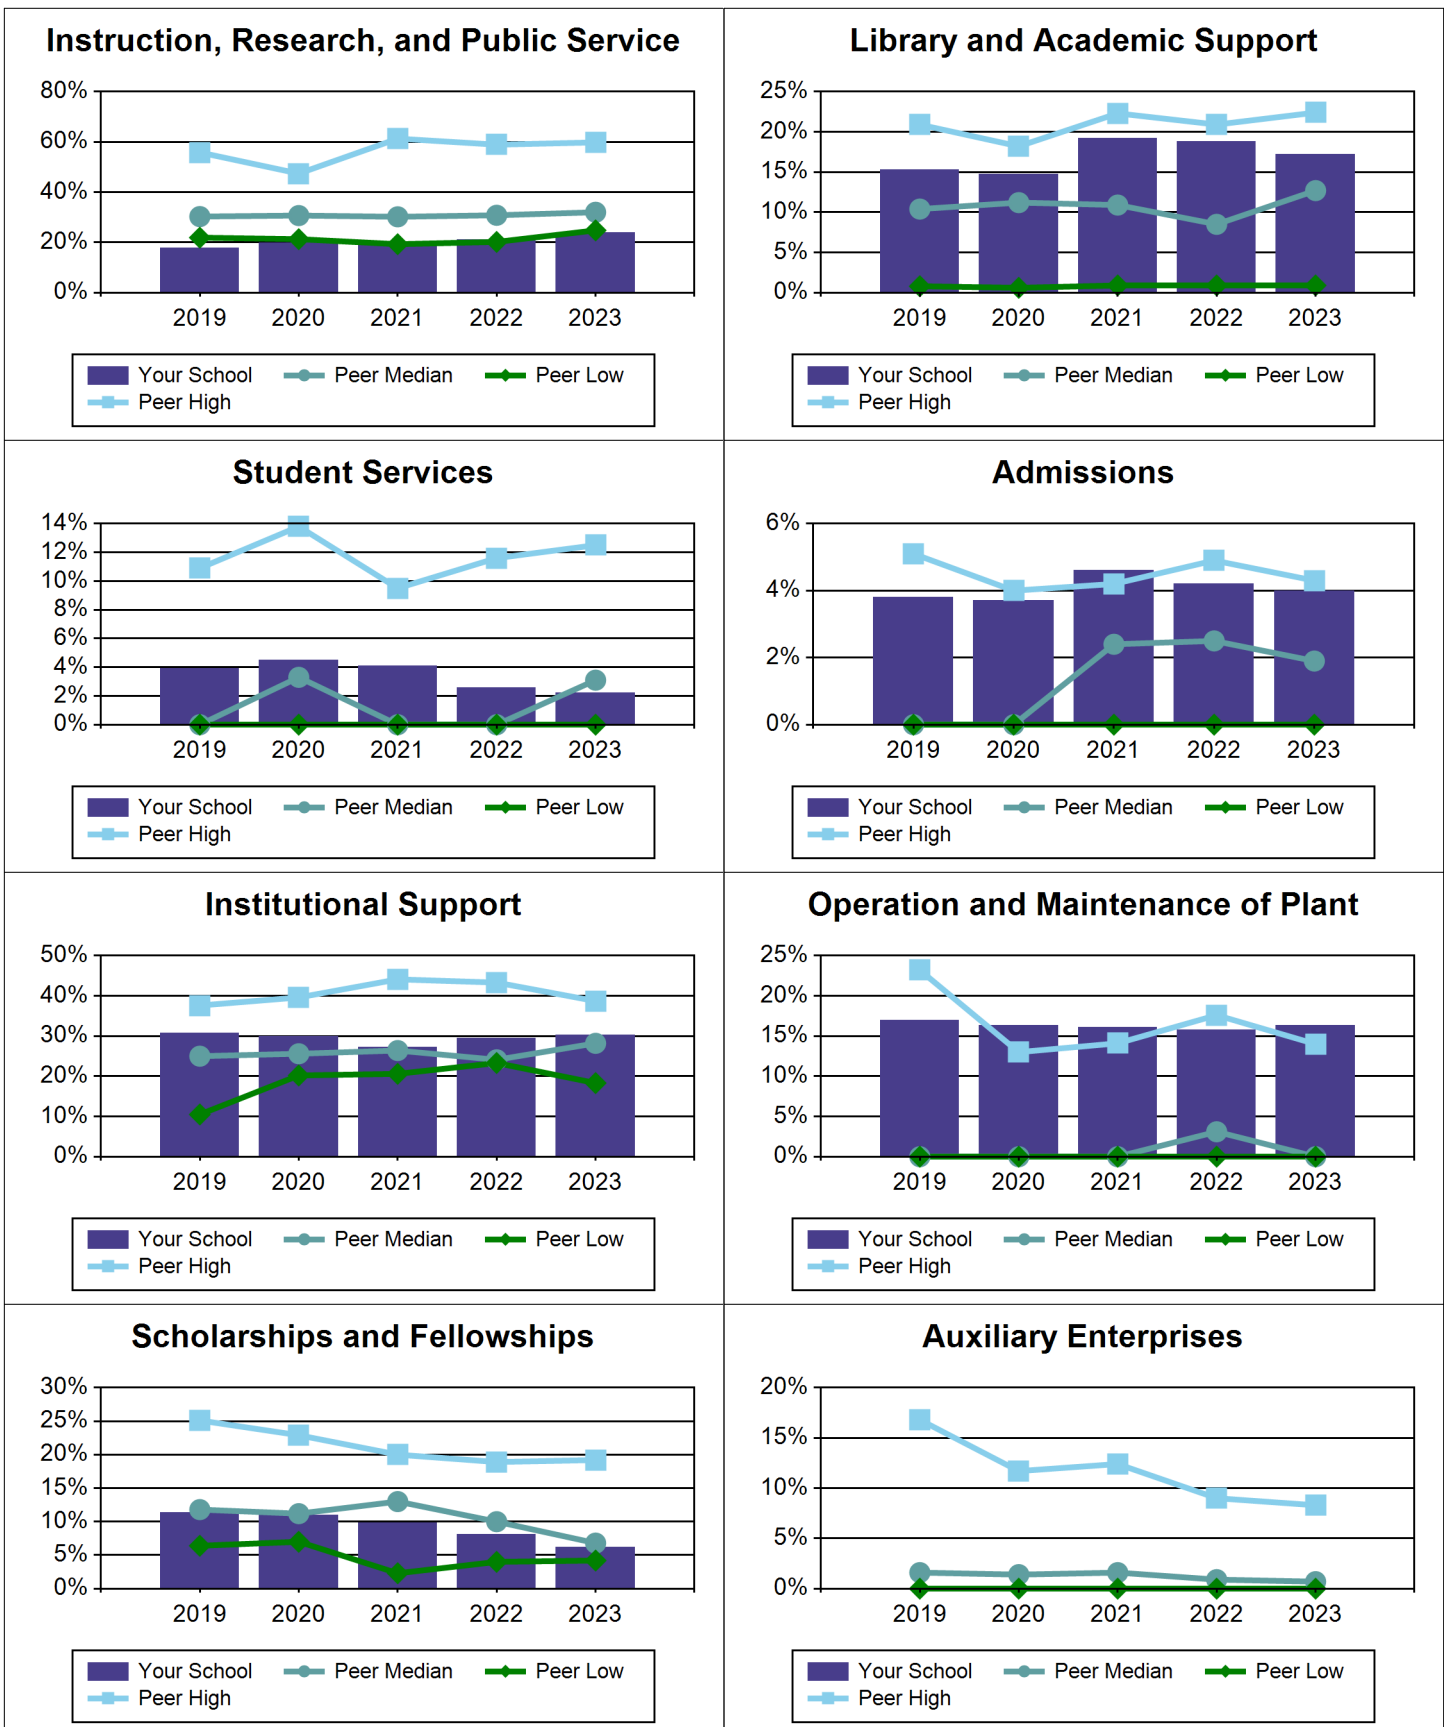 Instruction, Research, and Public Service
80%
60%
40%
20%
0%
2019 2020 2021 2022 2023
Your School Peer Median Peer Low
Peer High
Library and Academic Support
25%
20%
15%
10%
5%
0%
2019 2020 2021 2022 2023
Your School Peer Median Peer Low
Peer High
Student Services
14%
12%
10%
8%
6%
4%
2%
0%
2019 2020 2021 2022 2023
Your School Peer Median Peer Low
Peer High
Admissions
6%
4%
2%
0%
2019 2020 2021 2022 2023
Your School Peer Median Peer Low
Peer High
Institutional Support
50%
40%
30%
20%
10%
0%
2019 2020 2021 2022 2023
Your School Peer Median Peer Low
Peer High
Operation and Maintenance of Plant
25%
20%
15%
10%
5%
0%
2019 2020 2021 2022 2023
Your School Peer Median Peer Low
Peer High
Scholarships and Fellowships
30%
25%
20%
15%
10%
5%
0%
2019 2020 2021 2022 2023
Your School Peer Median Peer Low
Peer High
Auxiliary Enterprises
20%
15%
10%
5%
0%
2019 2020 2021 2022 2023
Your School Peer Median Peer Low
Peer High